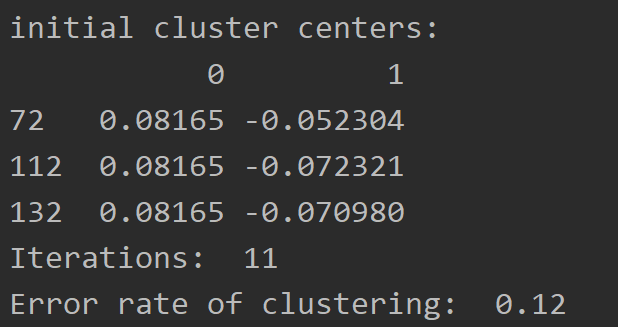 initial cluster centers:
0 1
72 0.08165 -0.052304
112 0.08165 -0.072321
132 0.08165 -0.070980
Iterations: 11
Error rate of clustering: 0.12